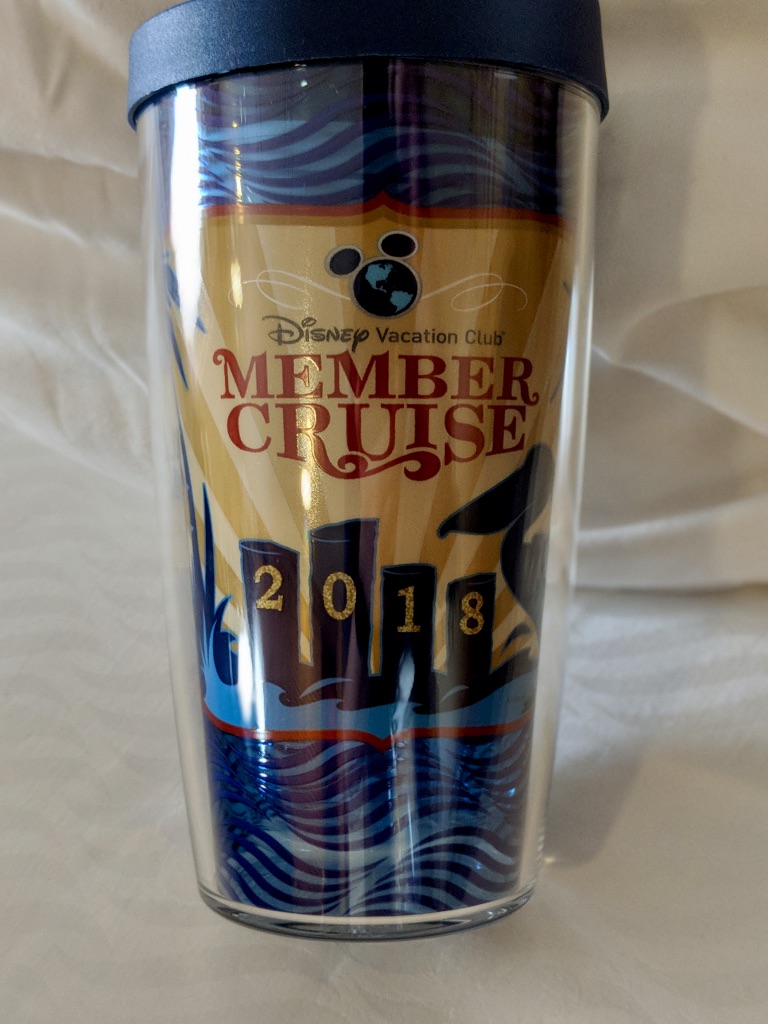 Disney Vacation Club
MEMBER
CRUISE
2018